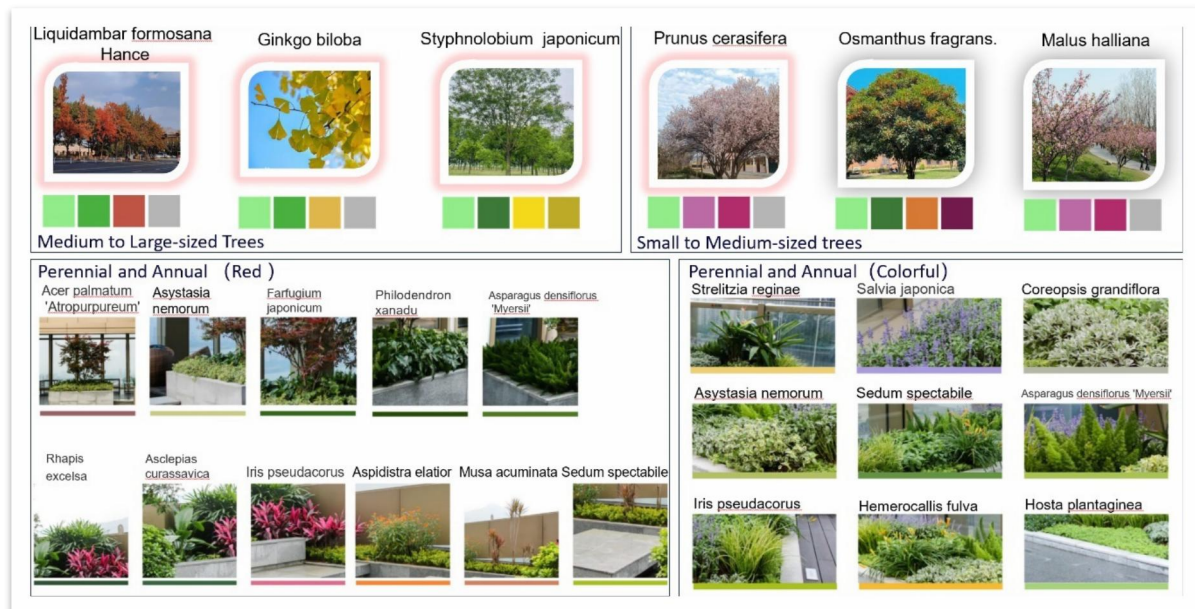 Liquidambar formosana
Hance
Ginkgo biloba
Styphnolobium japonicum
Medium to Large-sized Trees
Prunus cerasifera
Osmanthus fragrans.
Malus halliana
Small to Medium-sized trees
Perennial and Annual （Red）
Acer palmatum
'Atropurpureum'
Asystasia
nemorum
Farfugium
japonicum
Philodendron
xanadu
Asparagus densiflorus
'Myersii'
Rhapis
excelsa
Asclepias
curassavica
Iris pseudacorus
Aspidistra elatior
Musa acuminata
Sedum spectabile
Perennial and Annual （Colorful）
Strelitzia reginae
Salvia japonica
Coreopsis grandiflora
Asystasia nemorum
Sedum spectabile
Asparagus densiflorus 'Myersii'
Iris pseudacorus
Hemerocallis fulva
Hosta plantaginea